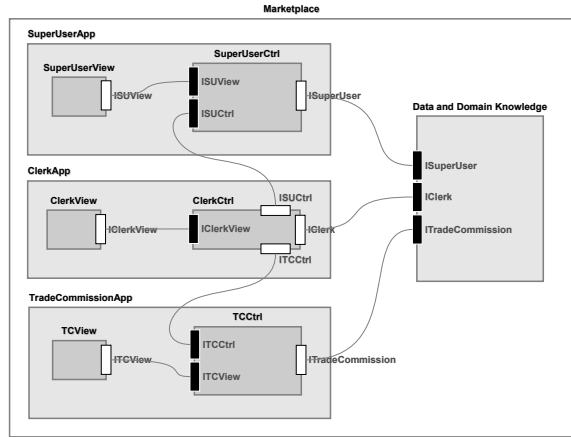 Marketplace
SuperUserApp
SuperUserCtrl
SuperUserView
ISUView
ISUView
ISuperUser
ISUCtrl
Data and Domain Knowledge
ISuperUser
IClerk
ITradeCommission
ClerkApp
ISUCtrl
ClerkView
ClerkCtrl
IClerkView
IClerkView
IClerk
ITCCtrl
TradeCommissionApp
TCView
TCCtrl
ITCCtrl
ITCView
ITradeCommission
ITCView